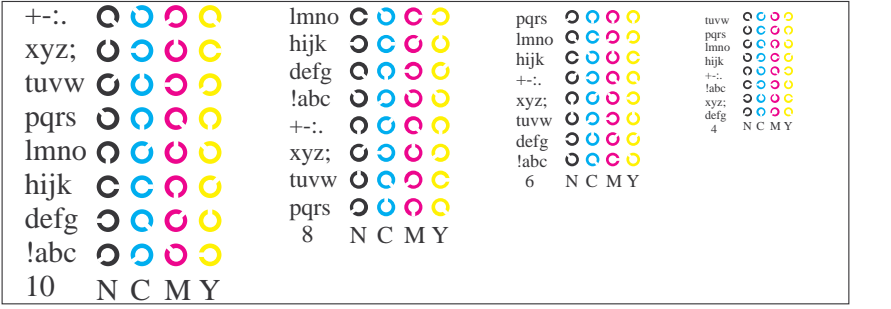 +-:.
xyz;
tuvw
pqrs
lmno
hijk
defg
!abc
10 N C M Y
lmno
hijk
defg
!abc
+-:.
xyz;
tuvw
pqrs
8 N C M Y
pqrs
lmno
hijk
+-:.
xyz;
tuvw
defg
!abc
6 N C M Y
tuvw
pqrs
lmno
hijk
+-:.
!abc
xyz;
defg
4 N C M Y